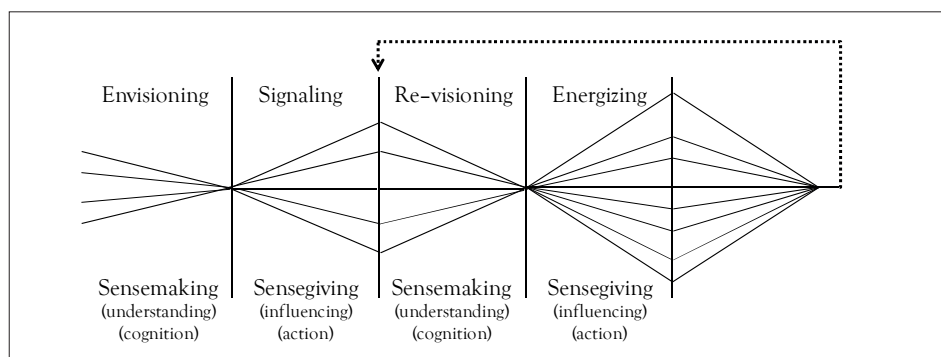 Envisioning Signaling Re-visioning Energizing
Sensemaking Sensegiving Sensemaking Sensegiving
(understanding) (influencing) (understanding) (influencing)
(cognition) (action) (cognition) (action)